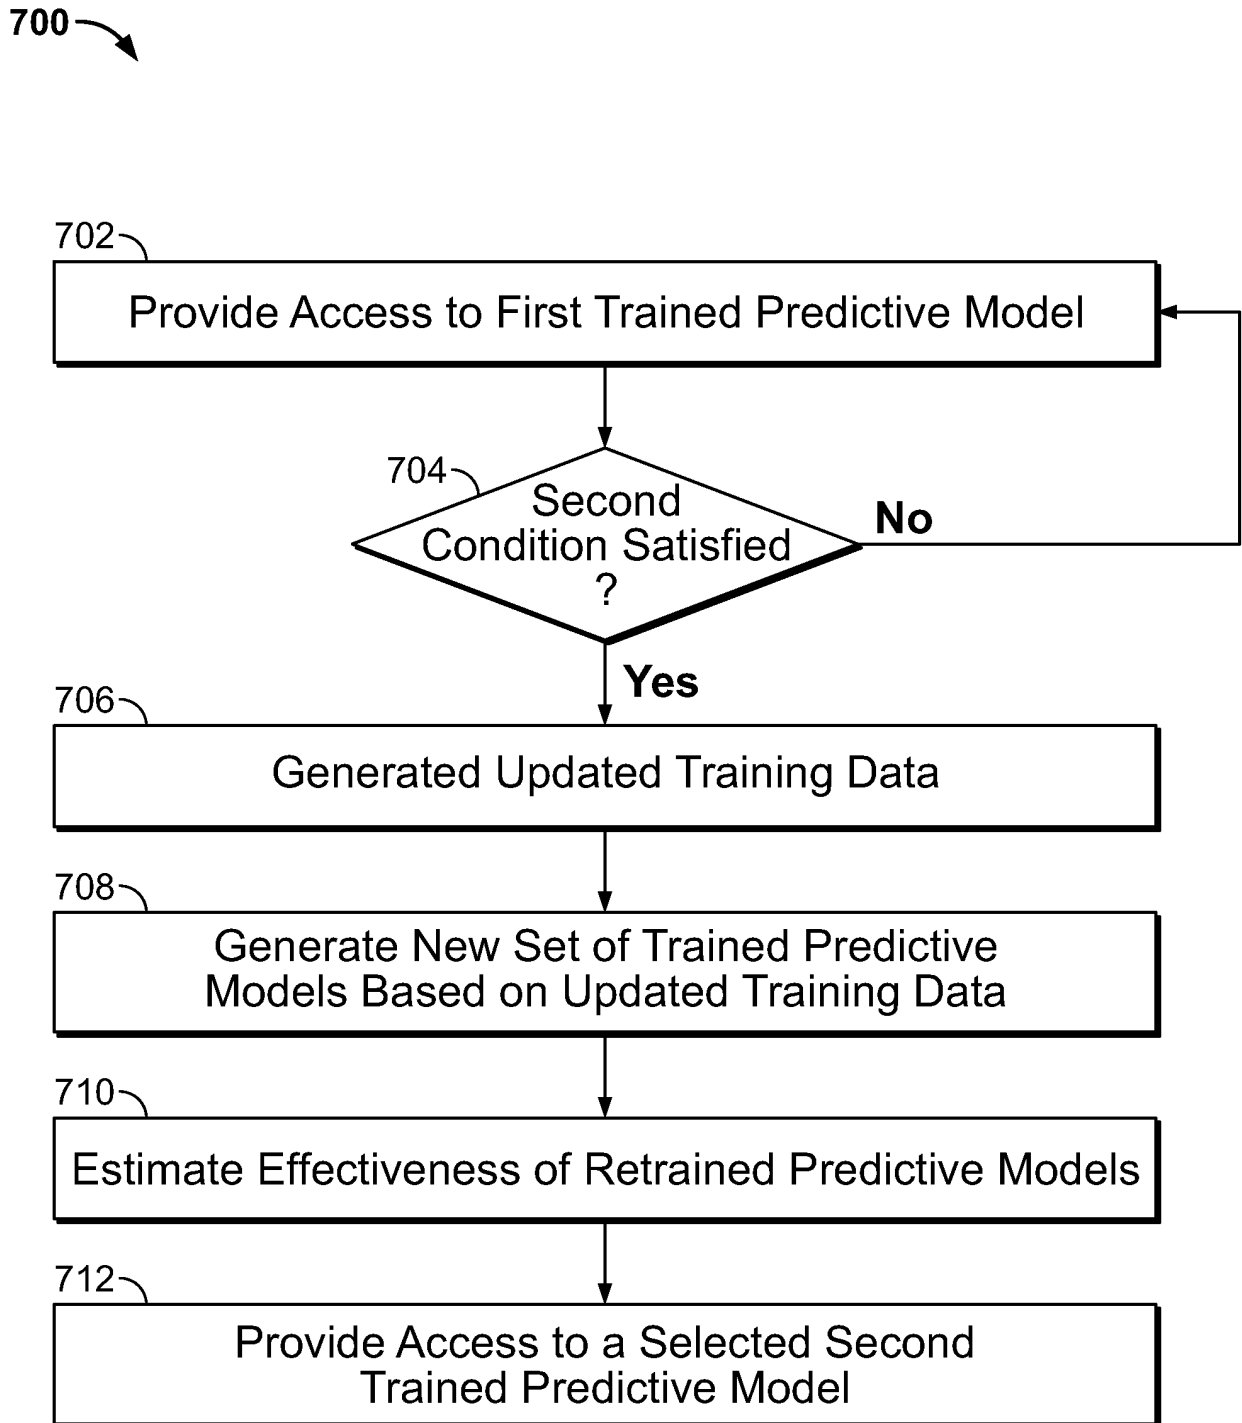 700
702
Provide Access to First Trained Predictive Model
704
Second
Condition Satisfied
?
No
Yes
706
Generated Updated Training Data
708
Generate New Set of Trained Predictive
Models Based on Updated Training Data
710
Estimate Effectiveness of Retrained Predictive Models
712
Provide Access to a Selected Second
Trained Predictive Model